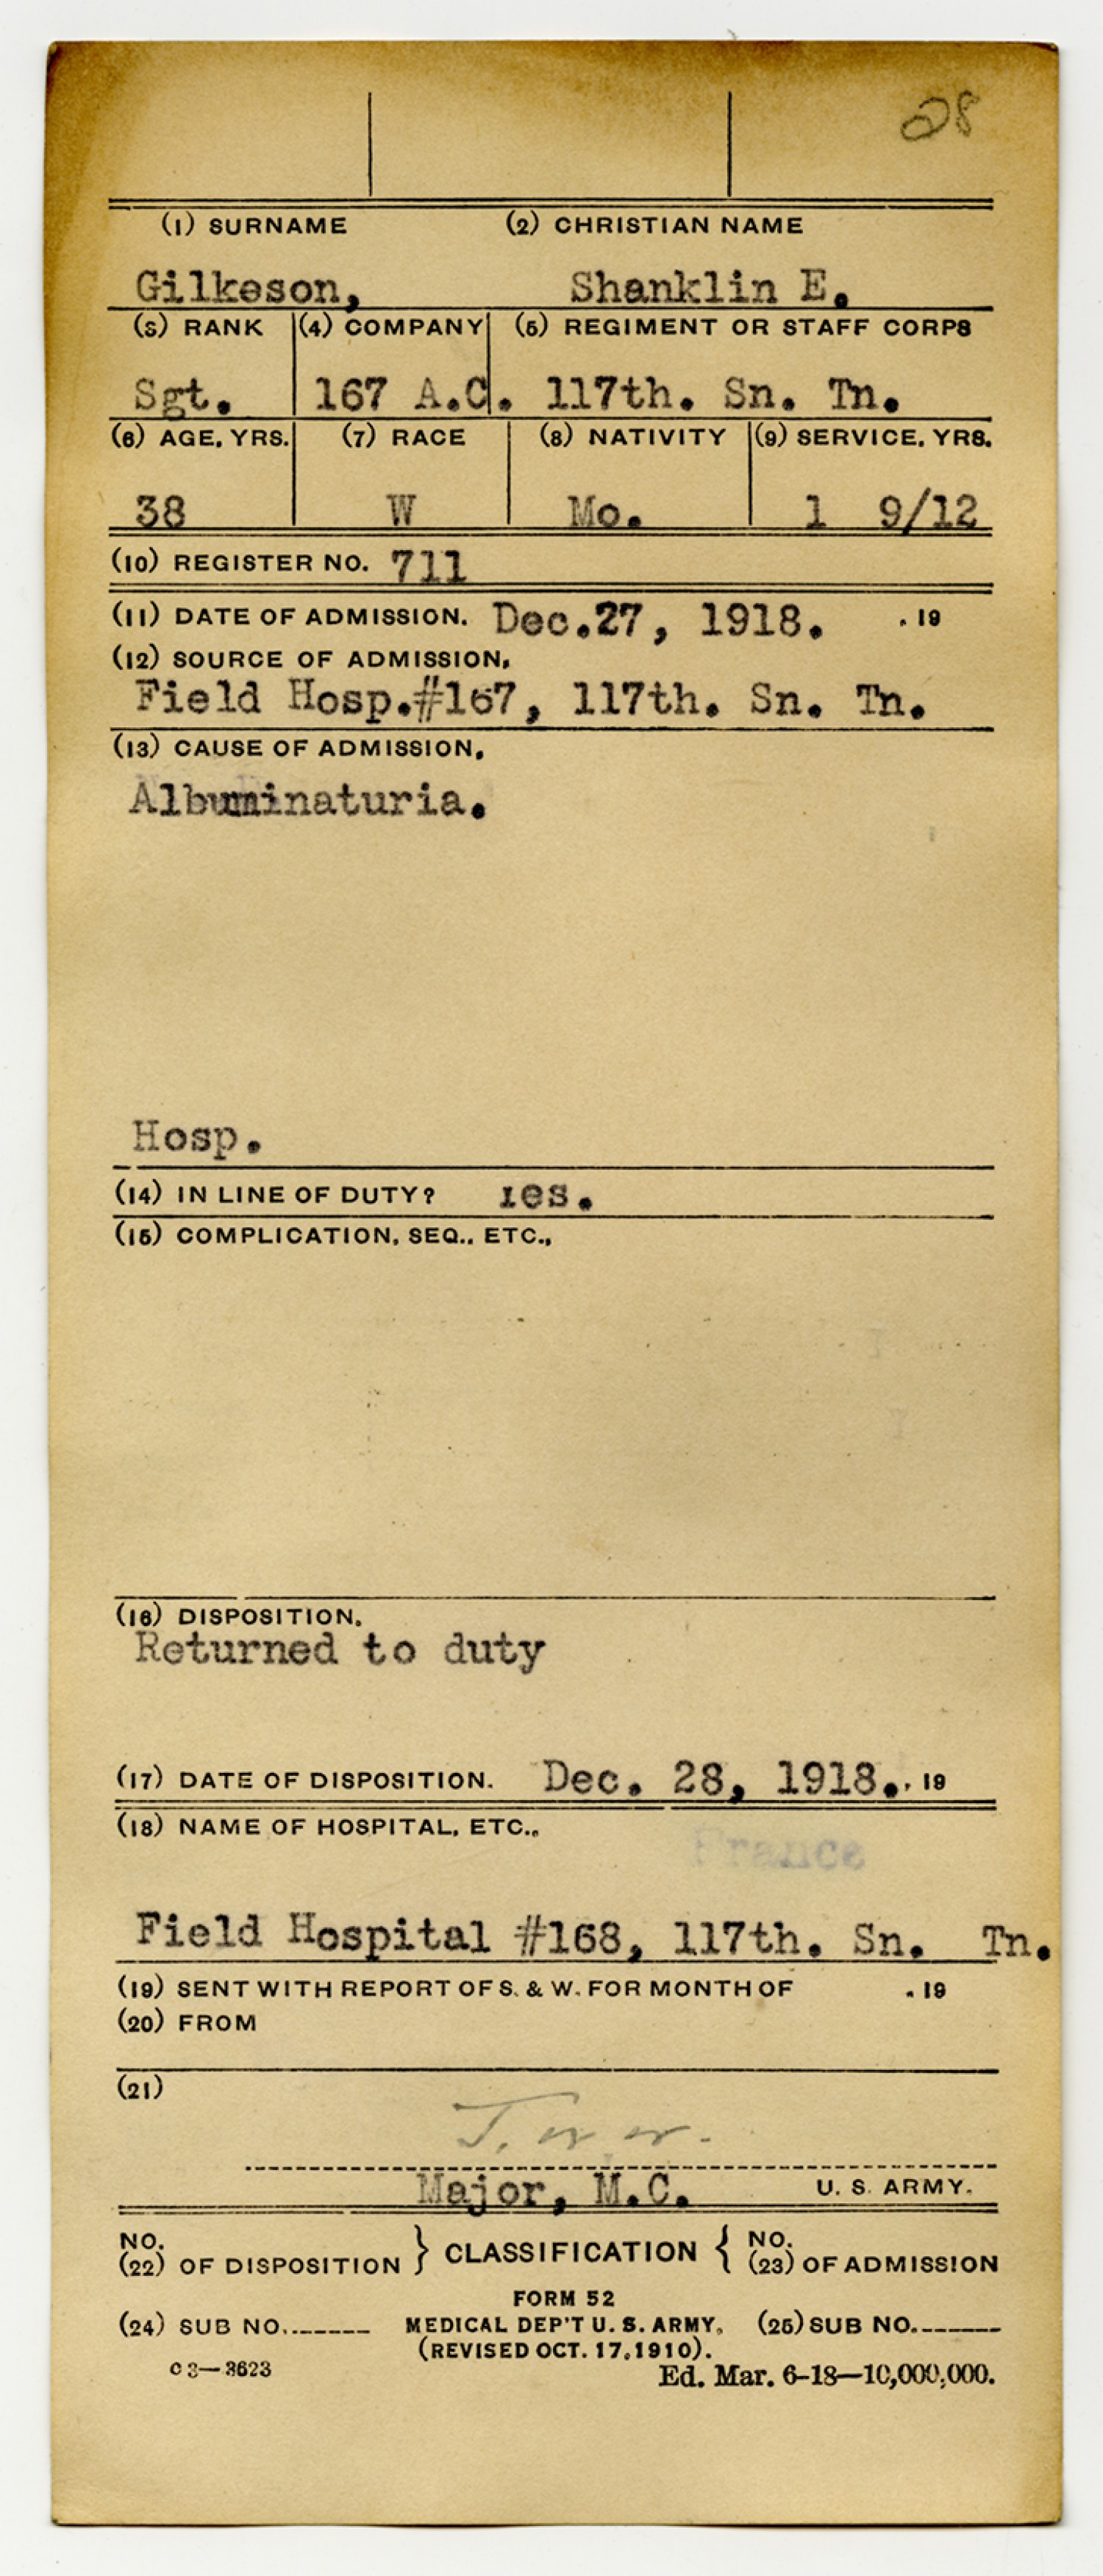 28
(1) SURNAME (2) CHRISTIAN NAME
Gilkeson, Shanklin E.
(3) RANK (4) COMPANY (5) REGIMENT OR STAFF CORPS
Sgt. 167 A.C. 117th. Sn. Tn.
(6) AGE, YRS. (7) RACE (8) NATIVITY (9) SERVICE, YRS.
38 W Mo. 1 9/12
(10) REGISTER NO. 711
(11) DATE OF ADMISSION. Dec.27, 1918. . 19
(12) SOURCE OF ADMISSION,
Field Hosp.#167, 117th. Sn. Tn.
(13) CAUSE OF ADMISSION,
Albuminaturia.
Hosp.
(14) IN LINE OF DUTY? Yes.
(15) COMPLICATION, SEQ., ETC.,
(16) DISPOSITION,
Returned to duty
(17) DATE OF DISPOSITION. Dec. 28, 1918. , 19
(18) NAME OF HOSPITAL, ETC.,
France
Field Hospital #168, 117th. Sn. Tn.
(19) SENT WITH REPORT OF S. & W. FOR MONTH OF . 19
(20) FROM
(21)
Major, M.C. U. S. ARMY.
NO. } CLASSIFICATION { NO.
(22) OF DISPOSITION (23) OF ADMISSION
FORM 52
(24) SUB NO. MEDICAL DEP'T U. S. ARMY, (25) SUB NO.
(REVISED OCT. 17, 1910).
C 3—3623 Ed. Mar. 6-18—10,000,000.